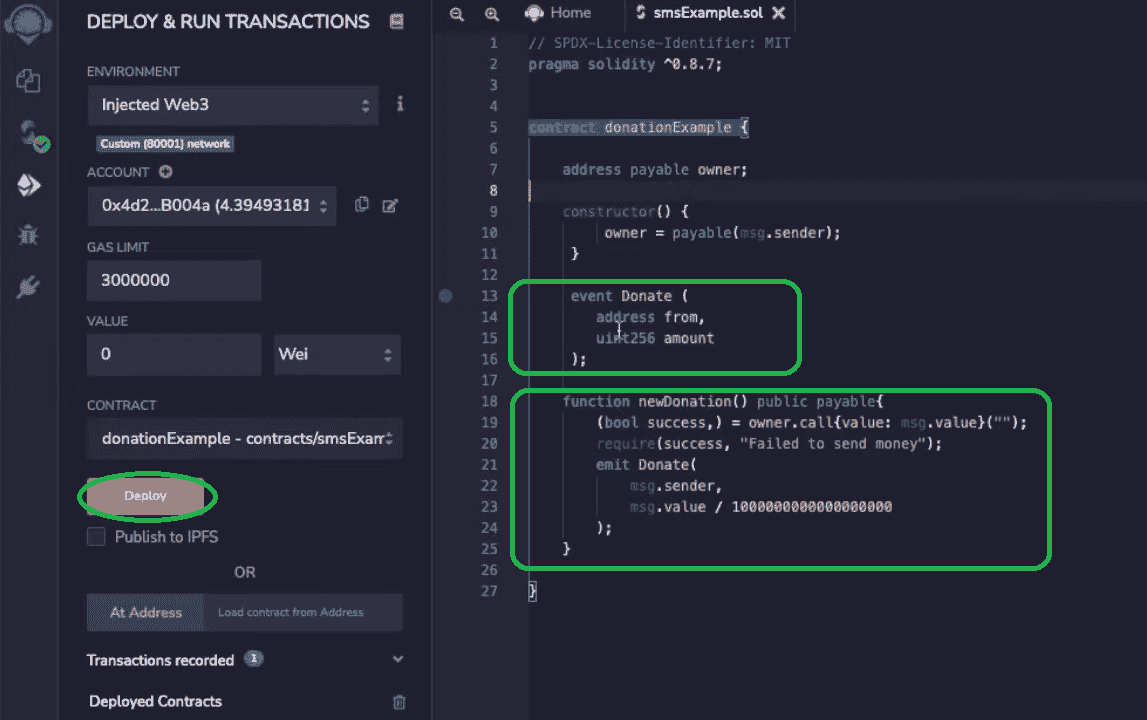 DEPLOY & RUN TRANSACTIONS
ENVIRONMENT
Injected Web3
i
Custom (80001) network
ACCOUNT
0x4d2...B004a (4.39493181
GAS LIMIT
3000000
VALUE
0
Wei
CONTRACT
donationExample - contracts/smsExam
Deploy
Publish to IPFS
OR
At Address
Load contract from Address
Transactions recorded 1
Deployed Contracts
Home
smsExample.sol
1 // SPDX-License-Identifier: MIT
2 pragma solidity ^0.8.7;
3
4
5 contract donationExample {
6
7 address payable owner;
8
9 constructor() {
10 owner = payable(msg.sender);
11 }
12
13 event Donate (
14 address from,
15 uint256 amount
16 );
17
18 function newDonation() public payable{
19 (bool success,) = owner.call{value: msg.value}("");
20 require(success, "Failed to send money");
21 emit Donate(
22 msg.sender,
23 msg.value / 1000000000000000000
24 );
25 }
26
27 }